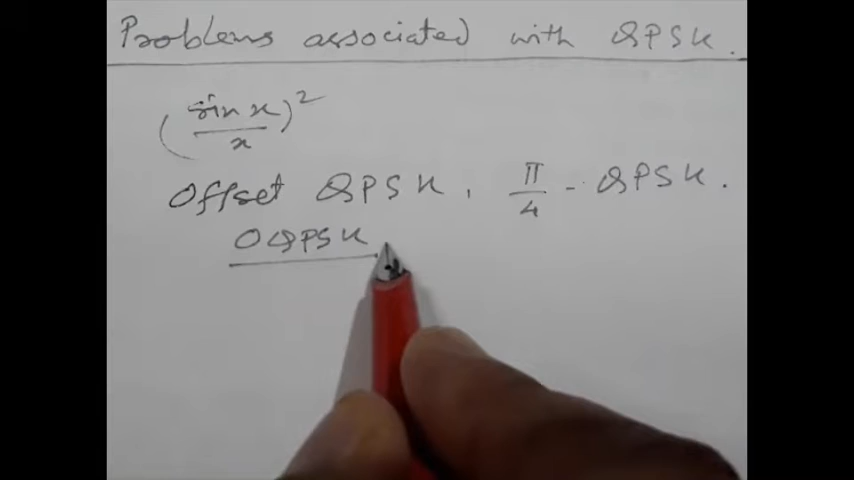 Problems associated with QPSK.
(sin x / x)²
Offset QPSK, π/4 - QPSK.
OQPSK